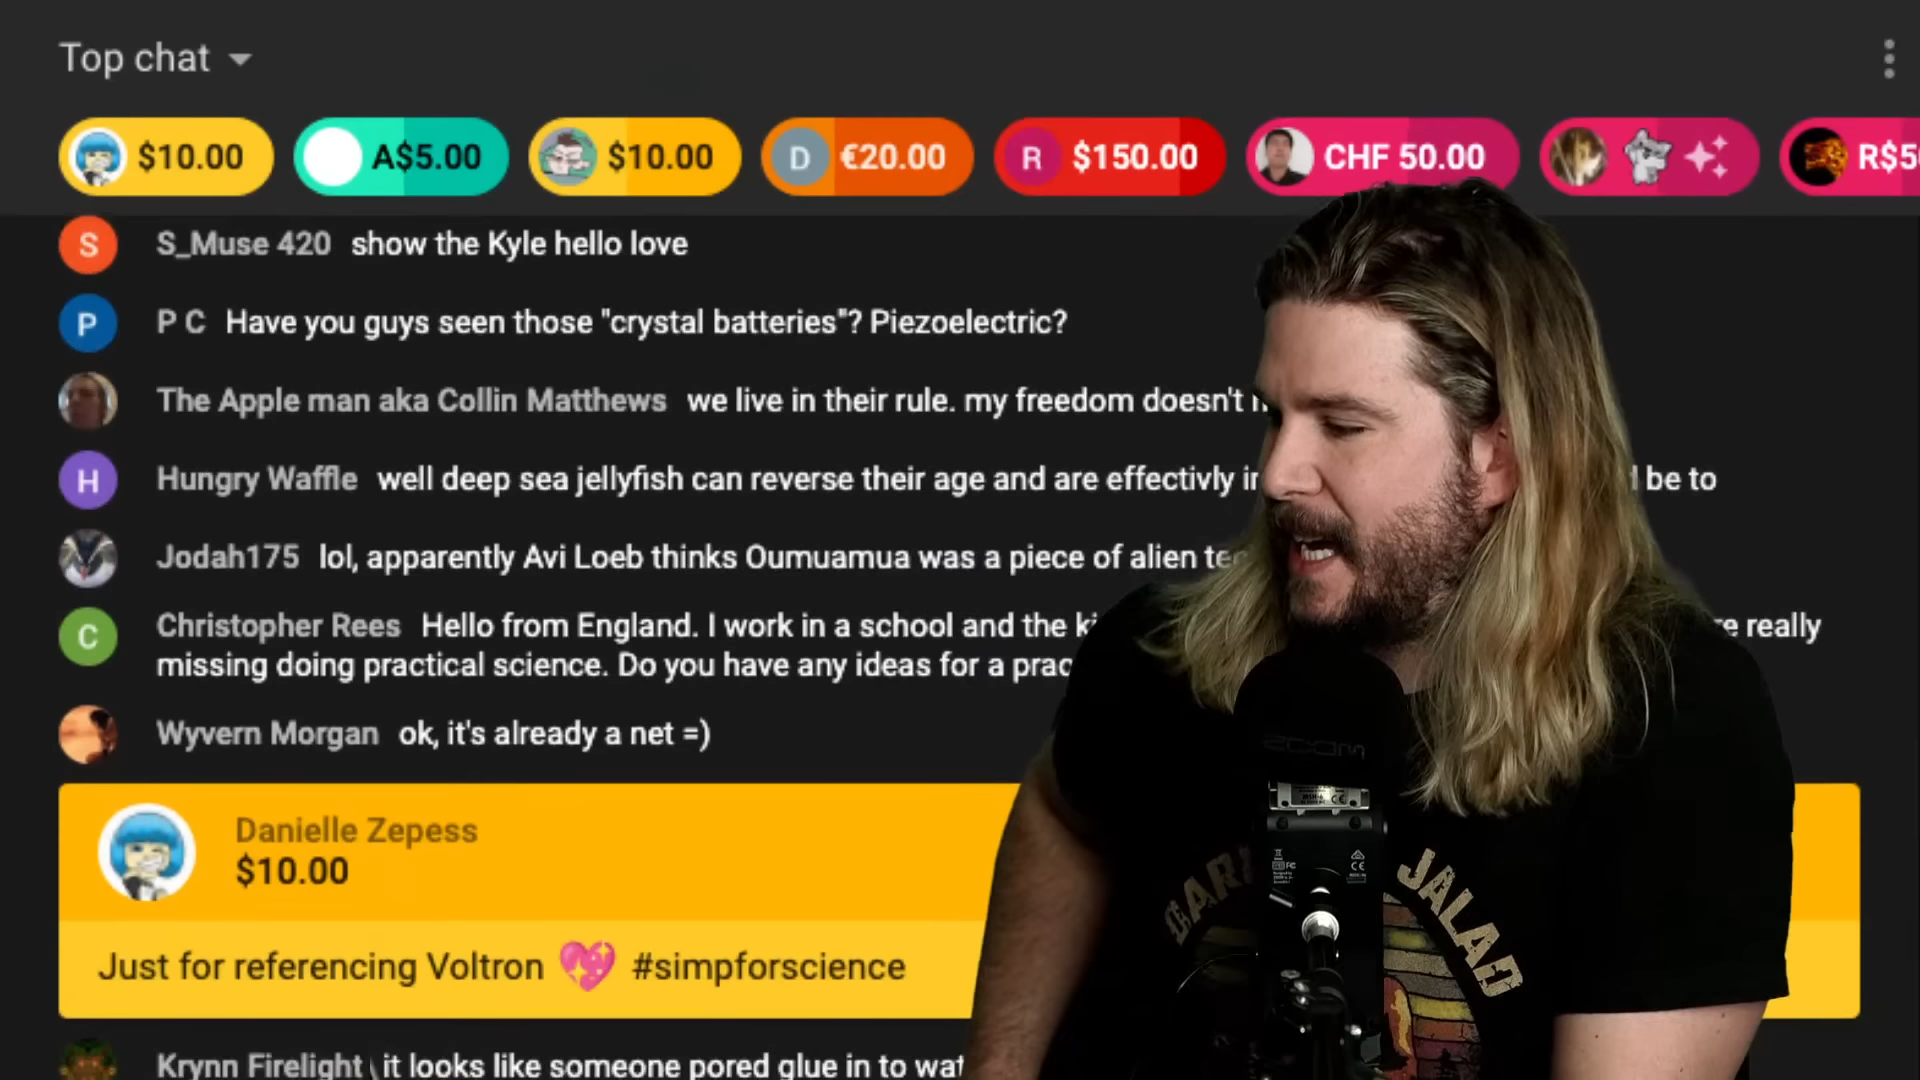 Top chat
$10.00 A$5.00 $10.00 D €20.00 R $150.00 CHF 50.00
S S_Muse 420 show the Kyle hello love
P P C Have you guys seen those "crystal batteries"? Piezoelectric?
The Apple man aka Collin Matthews we live in their rule. my freedom doesn't
H Hungry Waffle well deep sea jellyfish can reverse their age and are effectivly be to
Jodah175 lol, apparently Avi Loeb thinks Oumuamua was a piece of alien
C Christopher Rees Hello from England. I work in a school and the really
missing doing practical science. Do you have any ideas for a
Wyvern Morgan ok, it's already a net =)
Danielle Zepess
$10.00
Just for referencing Voltron 💖 #simpforscience
Krynn Firelight it looks like someone pored glue in to
zoom
JALAD